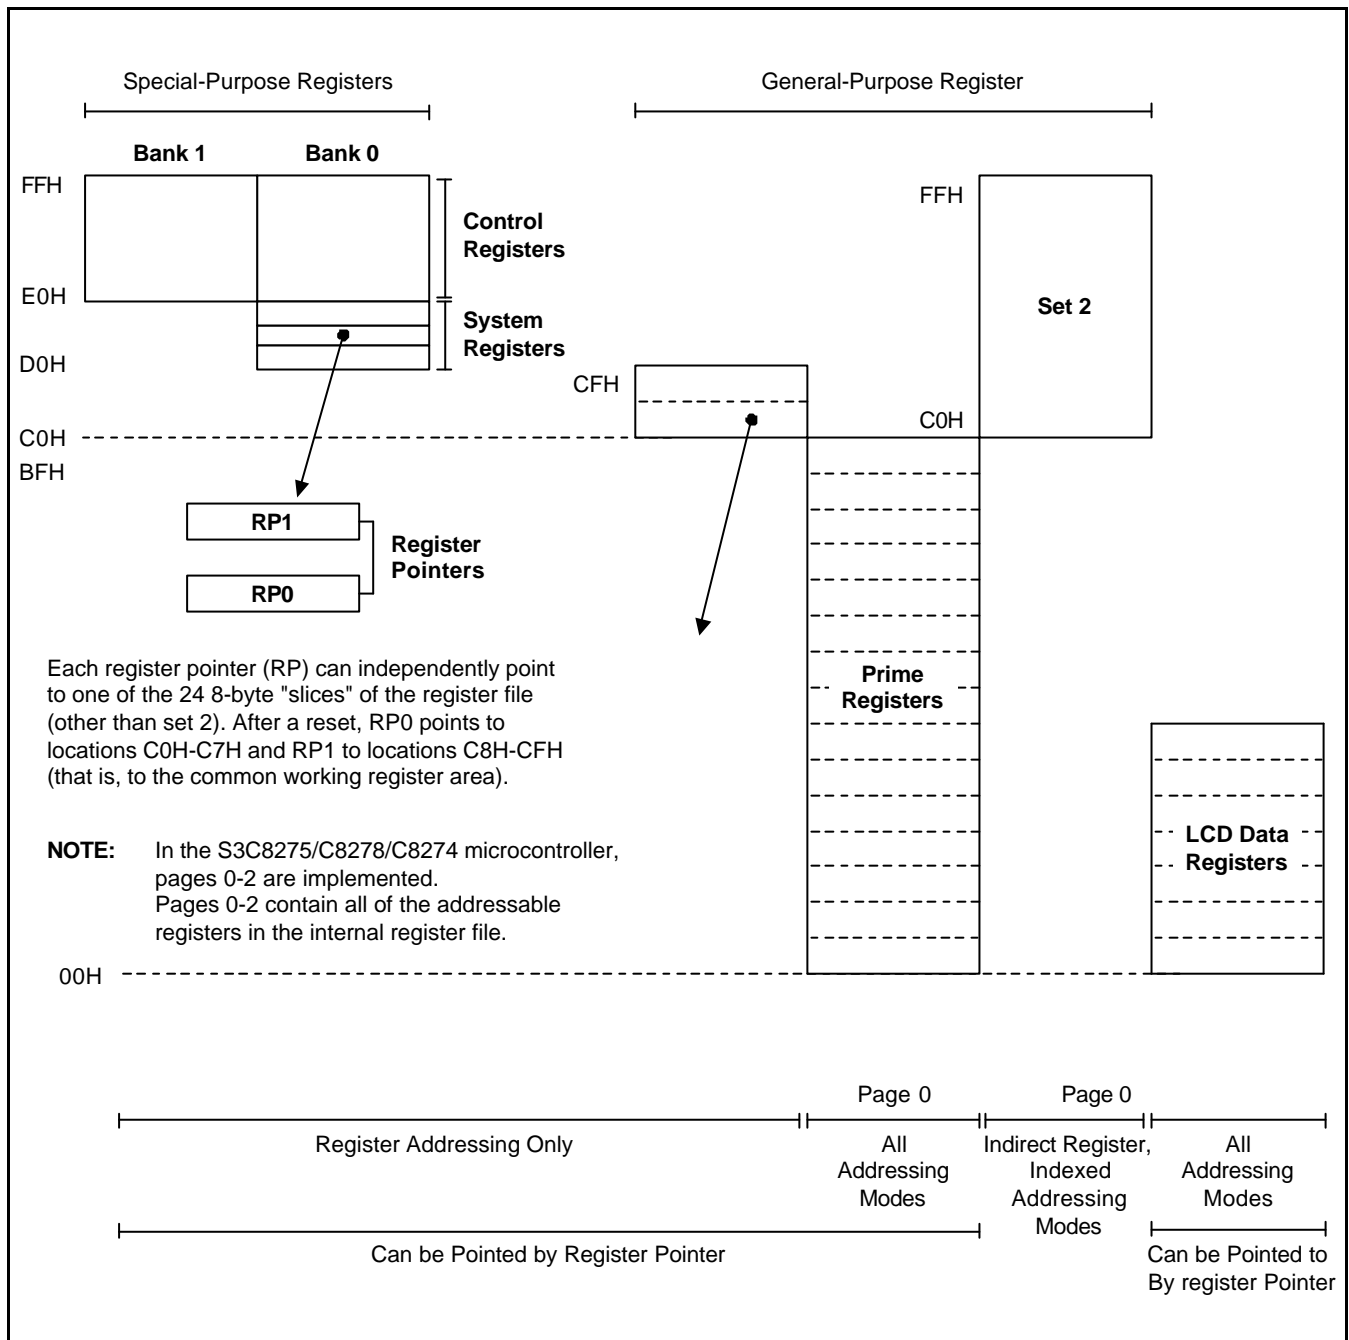 Special-Purpose Registers
General-Purpose Register
Bank 1
Bank 0
FFH
Control
Registers
E0H
System
Registers
D0H
C0H
BFH
FFH
Set 2
CFH
C0H
RP1
RP0
Register
Pointers
Each register pointer (RP) can independently point
to one of the 24 8-byte "slices" of the register file
(other than set 2). After a reset, RP0 points to
locations C0H-C7H and RP1 to locations C8H-CFH
(that is, to the common working register area).
Prime
Registers
LCD Data
Registers
NOTE: In the S3C8275/C8278/C8274 microcontroller,
pages 0-2 are implemented.
Pages 0-2 contain all of the addressable
registers in the internal register file.
00H
Page 0
Page 0
Register Addressing Only
All
Addressing
Modes
Indirect Register,
Indexed
Addressing
Modes
All
Addressing
Modes
Can be Pointed by Register Pointer
Can be Pointed to
By register Pointer